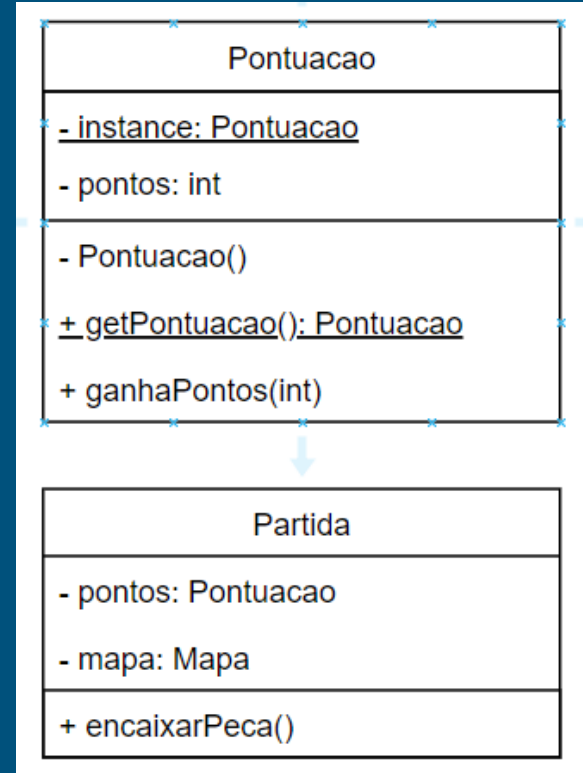 Pontuacao
- instance: Pontuacao
- pontos: int
- Pontuacao()
+ getPontuacao(): Pontuacao
+ ganhaPontos(int)
Partida
- pontos: Pontuacao
- mapa: Mapa
+ encaixarPeca()